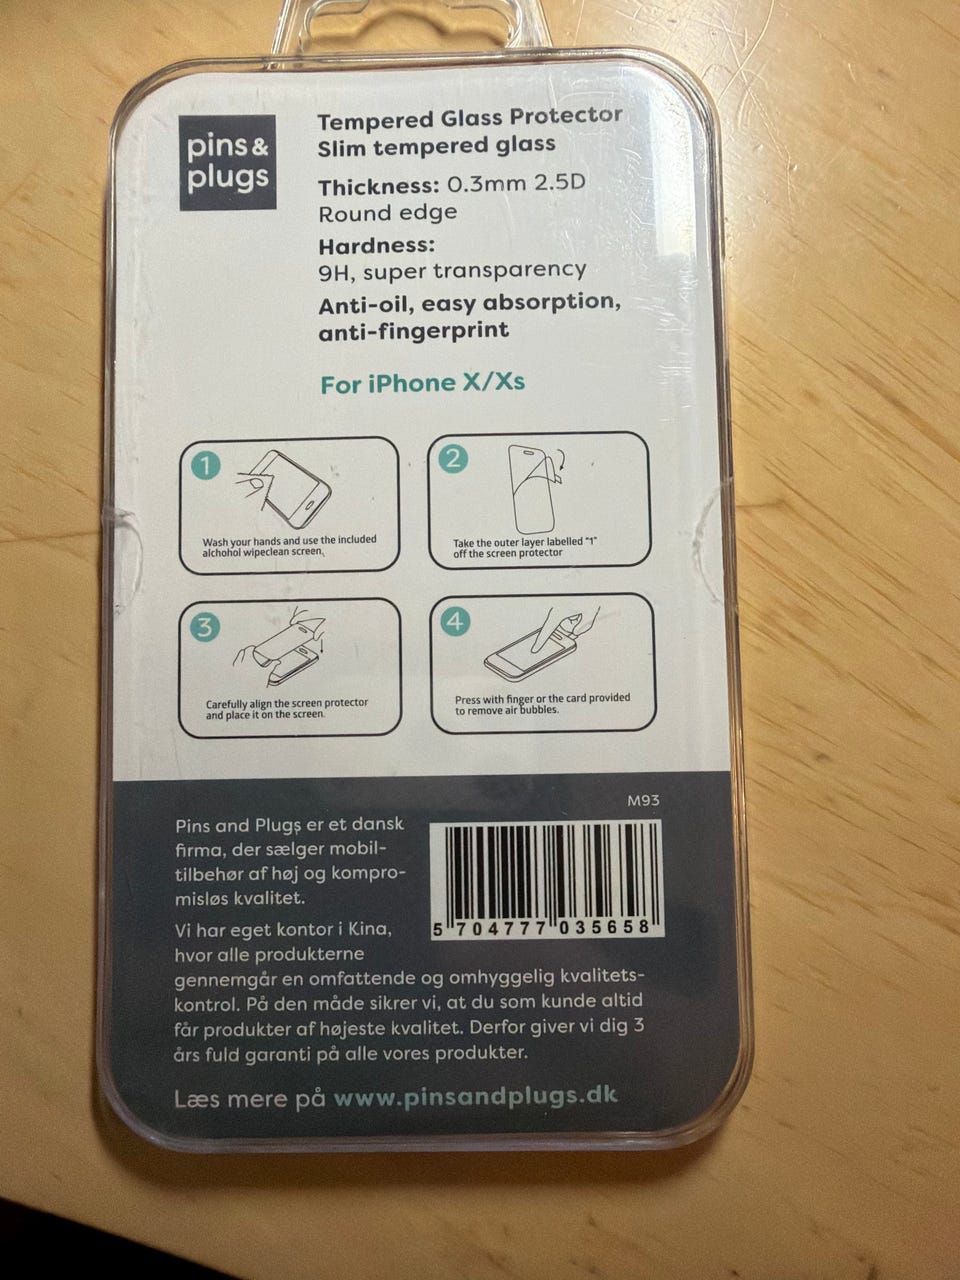 pins &
plugs
Tempered Glass Protector
Slim tempered glass
Thickness: 0.3mm 2.5D
Round edge
Hardness:
9H, super transparency
Anti-oil, easy absorption,
anti-fingerprint
For iPhone X/Xs
1
Wash your hands and use the included
alchohol wipeclean screen.
2
Take the outer layer labelled "1"
off the screen protector
3
Carefully align the screen protector
and place it on the screen.
4
Press with finger or the card provided
to remove air bubbles.
Pins and Plugs er et dansk
firma, der sælger mobil-
tilbehør af høj og kompro-
misløs kvalitet.
Vi har eget kontor i Kina,
hvor alle produkterne
gennemgår en omfattende og omhyggelig kvalitets-
kontrol. På den måde sikrer vi, at du som kunde altid
får produkter af højeste kvalitet. Derfor giver vi dig 3
års fuld garanti på alle vores produkter.
M93
5 704777 035658
Læs mere på www.pinsandplugs.dk